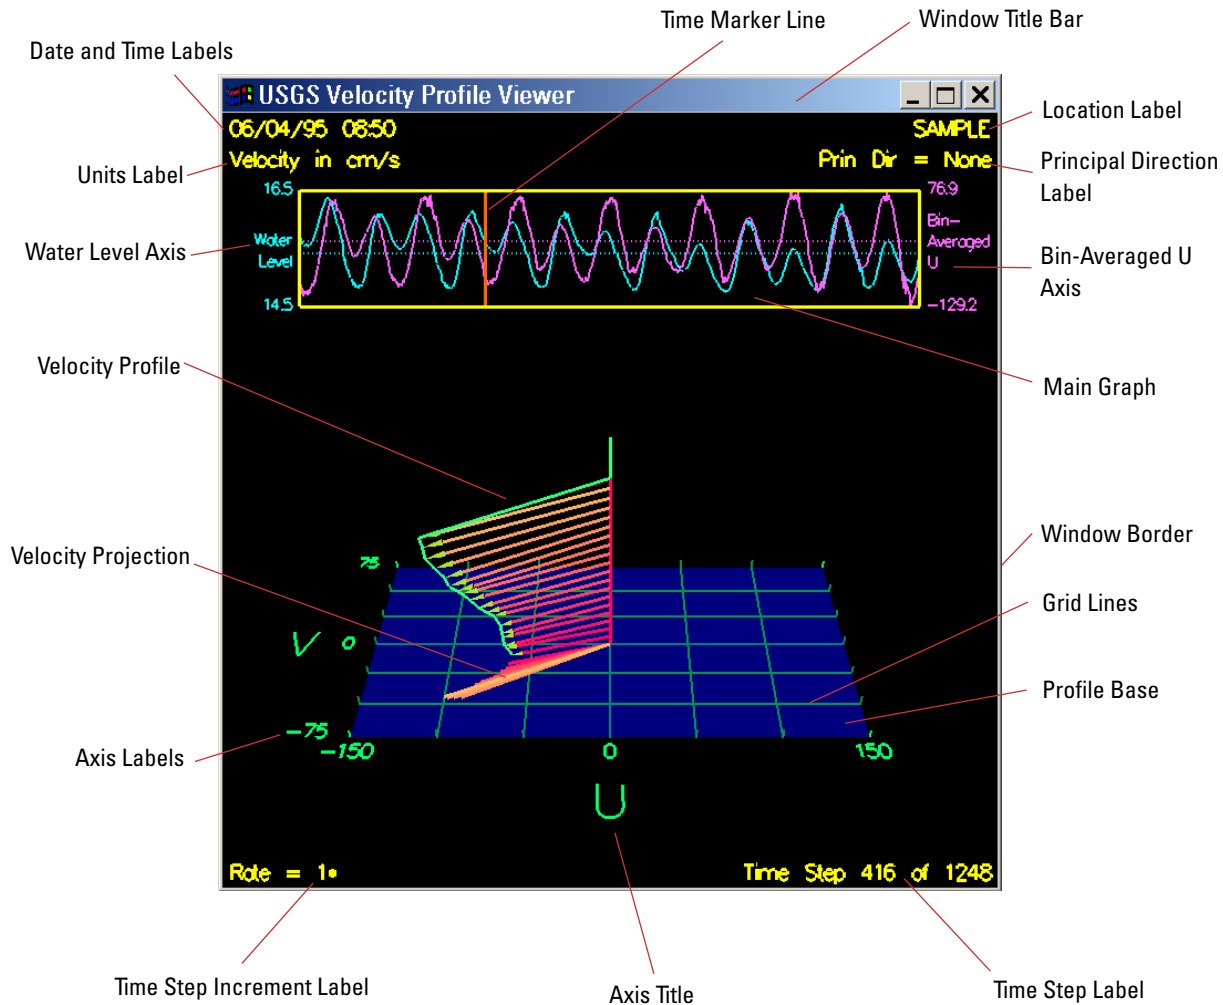 Time Marker Line
Window Title Bar
Date and Time Labels
USGS Velocity Profile Viewer
Location Label
06/04/95 08:50
SAMPLE
Units Label
Velocity in cm/s
Prin Dir = None
Principal Direction
Label
16.5
76.9
Water Level Axis
Water
Level
Bin-
Averaged
U
Bin-Averaged U
Axis
14.5
-129.2
Velocity Profile
Main Graph
Velocity Projection
Window Border
75
Grid Lines
V
0
Profile Base
-75
-150
0
150
Axis Labels
U
Rate = 1*
Time Step 416 of 1248
Time Step Increment Label
Axis Title
Time Step Label